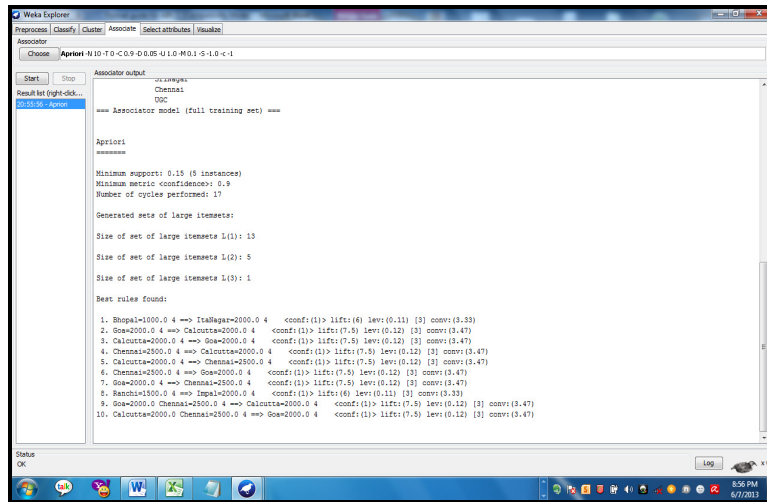 Weka Explorer
Preprocess Classify Cluster Associate Select attributes Visualize
Associator
Choose Apriori -N 10 -T 0 -C 0.9 -D 0.05 -U 1.0 -M 0.1 -S -1.0 -c -1
Start Stop
Associator output
Result list (right-click...
20:55:56 - Apriori
Chennai
UGC
=== Associator model (full training set) ===
Apriori
=======
Minimum support: 0.15 (5 instances)
Minimum metric <confidence>: 0.9
Number of cycles performed: 17
Generated sets of large itemsets:
Size of set of large itemsets L(1): 13
Size of set of large itemsets L(2): 5
Size of set of large itemsets L(3): 1
Best rules found:
1. Bhopal=1000.0 4 ==> ItaNagar=2000.0 4 <conf:(1)> lift:(6) lev:(0.11) [3] conv:(3.33)
2. Goa=2000.0 4 ==> Calcutta=2000.0 4 <conf:(1)> lift:(7.5) lev:(0.12) [3] conv:(3.47)
3. Calcutta=2000.0 4 ==> Goa=2000.0 4 <conf:(1)> lift:(7.5) lev:(0.12) [3] conv:(3.47)
4. Chennai=2500.0 4 ==> Calcutta=2000.0 4 <conf:(1)> lift:(7.5) lev:(0.12) [3] conv:(3.47)
5. Calcutta=2000.0 4 ==> Chennai=2500.0 4 <conf:(1)> lift:(7.5) lev:(0.12) [3] conv:(3.47)
6. Chennai=2500.0 4 ==> Goa=2000.0 4 <conf:(1)> lift:(7.5) lev:(0.12) [3] conv:(3.47)
7. Goa=2000.0 4 ==> Chennai=2500.0 4 <conf:(1)> lift:(7.5) lev:(0.12) [3] conv:(3.47)
8. Ranchi=1500.0 4 ==> Impal=2000.0 4 <conf:(1)> lift:(6) lev:(0.11) [3] conv:(3.33)
9. Goa=2000.0 Chennai=2500.0 4 ==> Calcutta=2000.0 4 <conf:(1)> lift:(7.5) lev:(0.12) [3] conv:(3.47)
10. Calcutta=2000.0 Chennai=2500.0 4 ==> Goa=2000.0 4 <conf:(1)> lift:(7.5) lev:(0.12) [3] conv:(3.47)
Status
OK
Log
x
talk
8:56 PM
6/7/2013